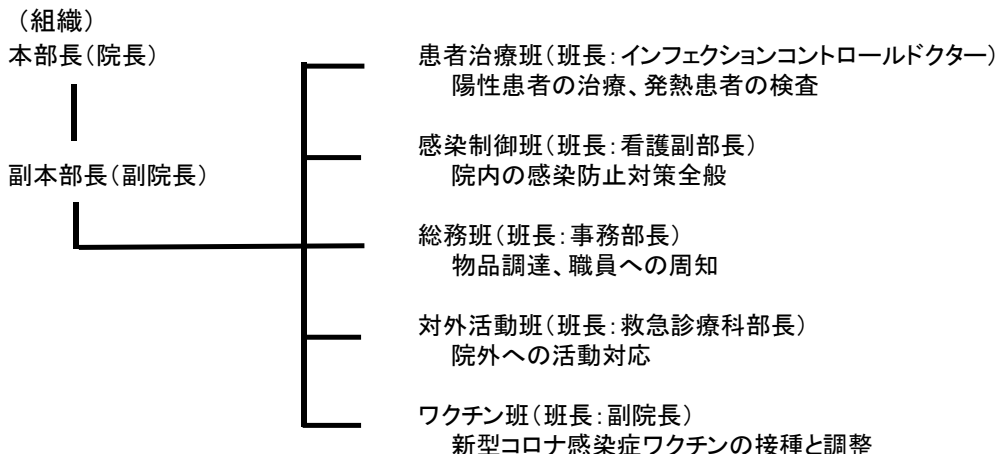 （組織）
本部長（院長）
副本部長（副院長）
患者治療班（班長：インフェクションコントロールドクター）
陽性患者の治療、発熱患者の検査
感染制御班（班長：看護副部長）
院内の感染防止対策全般
総務班（班長：事務部長）
物品調達、職員への周知
対外活動班（班長：救急診療科部長）
院外への活動対応
ワクチン班（班長：副院長）
新型コロナ感染症ワクチンの接種と調整